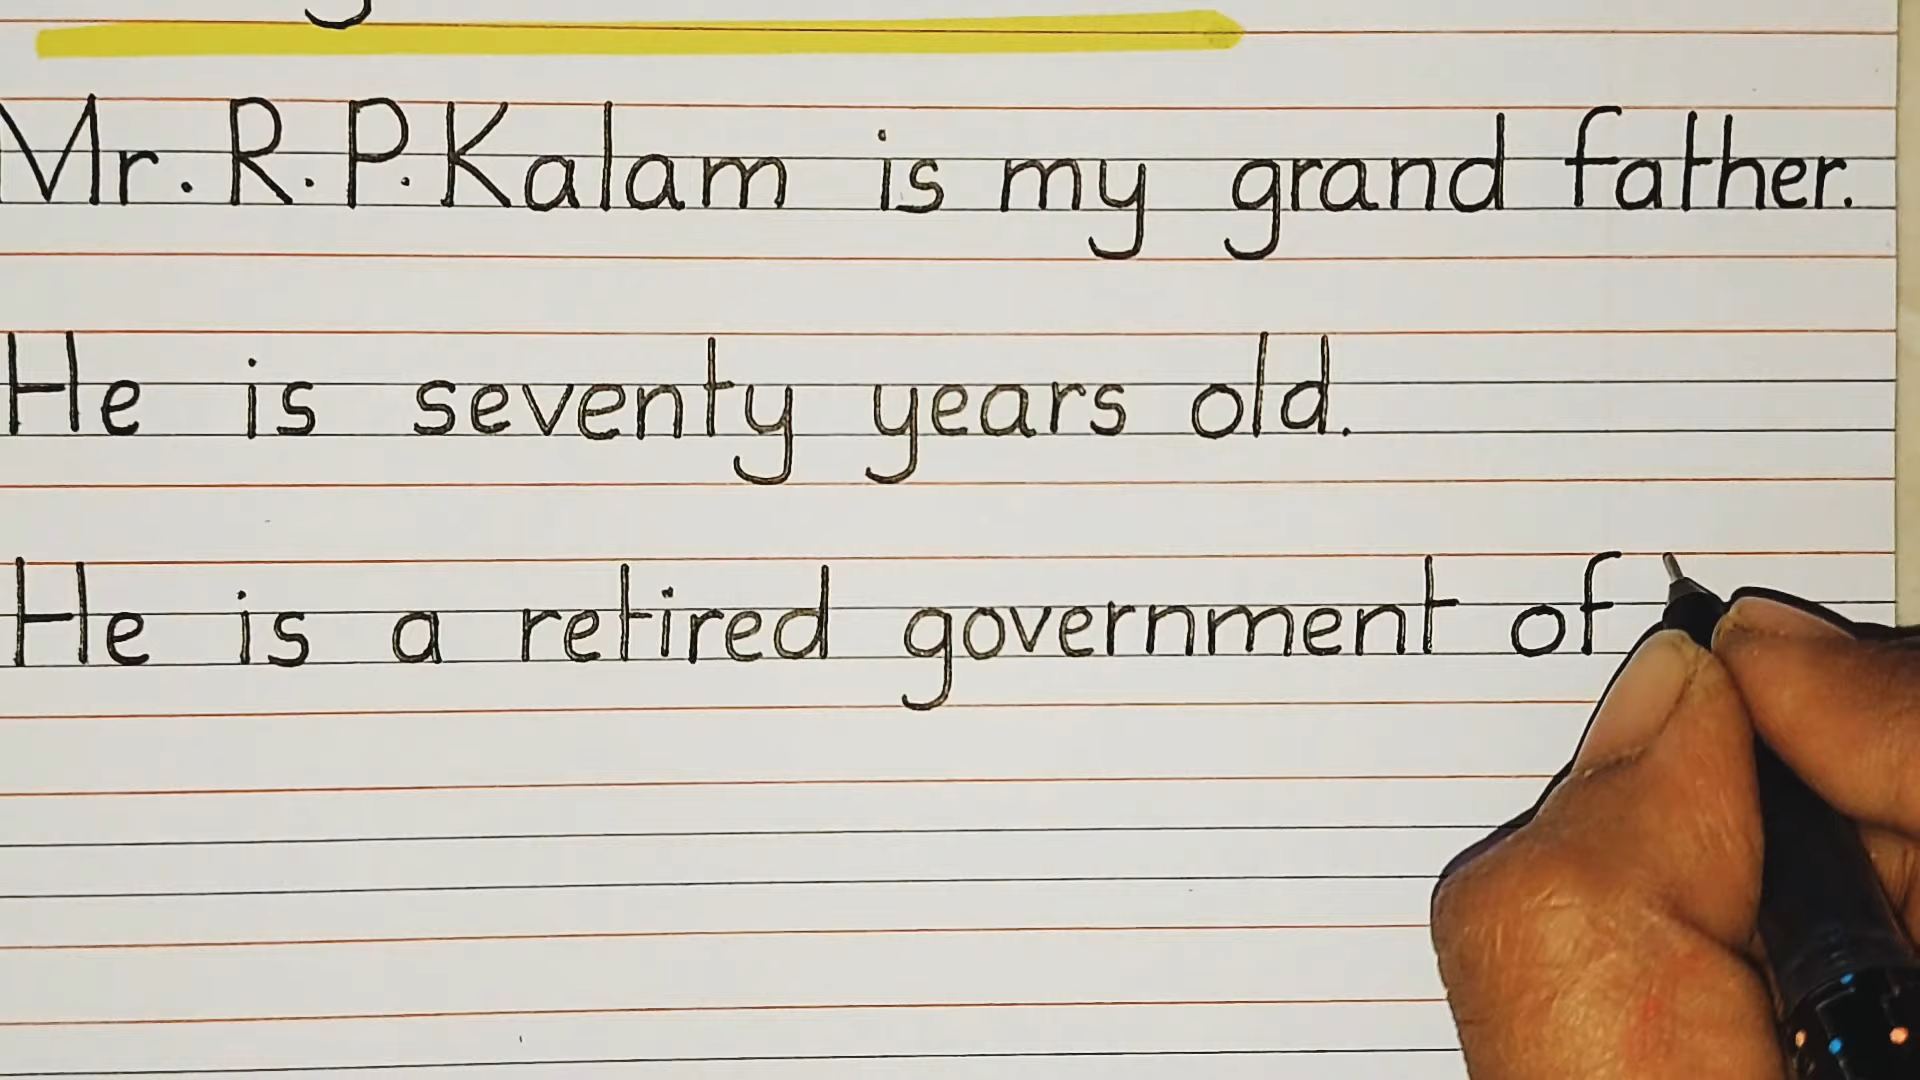 Mr. R. P. Kalam is my grand father.
He is seventy years old.
He is a retired government of